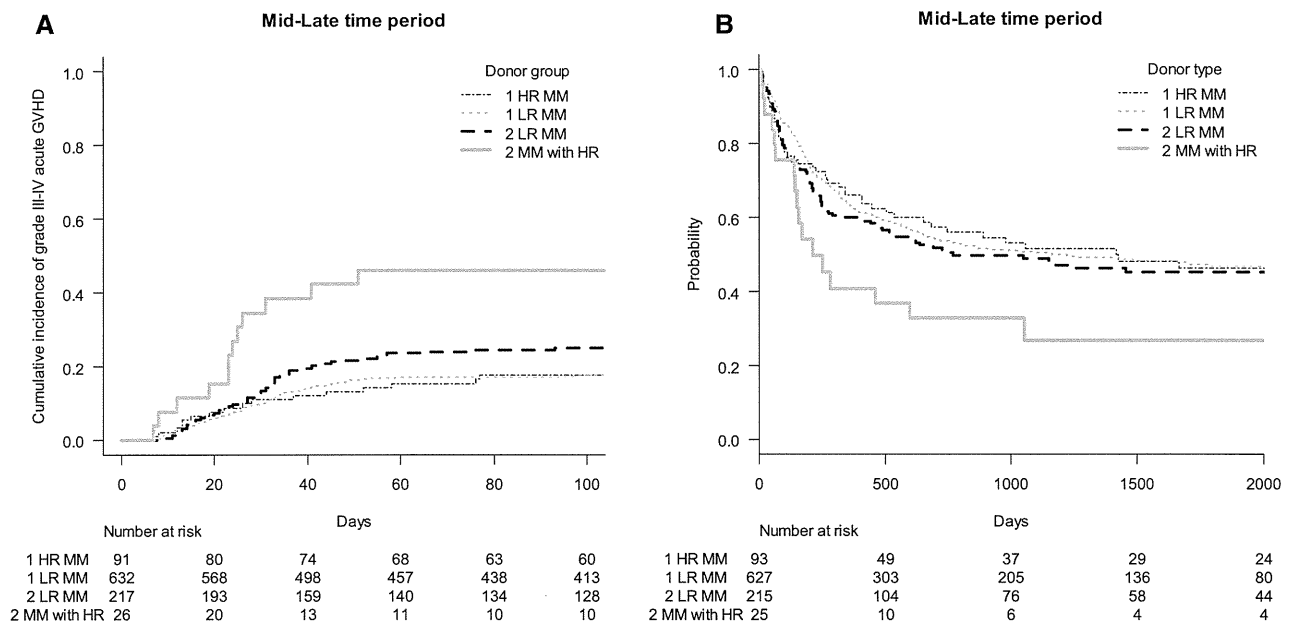 A
Mid-Late time period
Cumulative incidence of grade III-IV acute GVHD
1.0
0.8
0.6
0.4
0.2
0.0
Donor group
1 HR MM
1 LR MM
2 LR MM
2 MM with HR
0 20 40 60 80 100
Days
Number at risk
1 HR MM 91 80 74 68 63 60
1 LR MM 632 568 498 457 438 413
2 LR MM 217 193 159 140 134 128
2 MM with HR 26 20 13 11 10 10
B
Mid-Late time period
Probability
1.0
0.8
0.6
0.4
0.2
0.0
Donor type
1 HR MM
1 LR MM
2 LR MM
2 MM with HR
0 500 1000 1500 2000
Days
Number at risk
1 HR MM 93 49 37 29 24
1 LR MM 627 303 205 136 80
2 LR MM 215 104 76 58 44
2 MM with HR 25 10 6 4 4